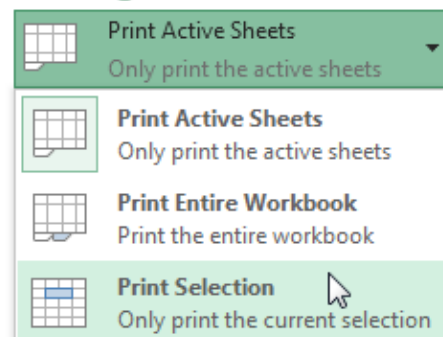 Print Active Sheets
Only print the active sheets
Print Active Sheets
Only print the active sheets
Print Entire Workbook
Print the entire workbook
Print Selection
Only print the current selection